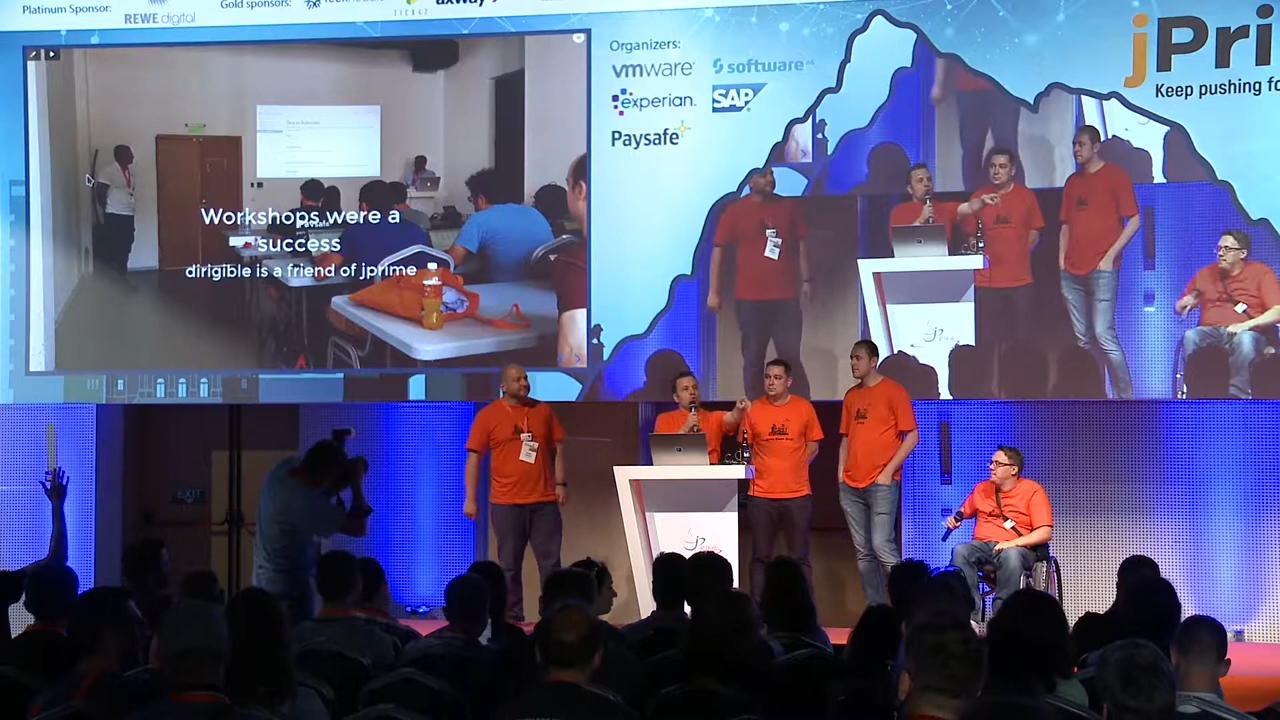 Platinum Sponsor:
REWE digital
Gold sponsors:
axway
Organizers:
vmware
software AG
experian.
SAP
Paysafe
jPri
Keep pushing fo
Workshops were a
success
dirigible is a friend of jprime
EXIT